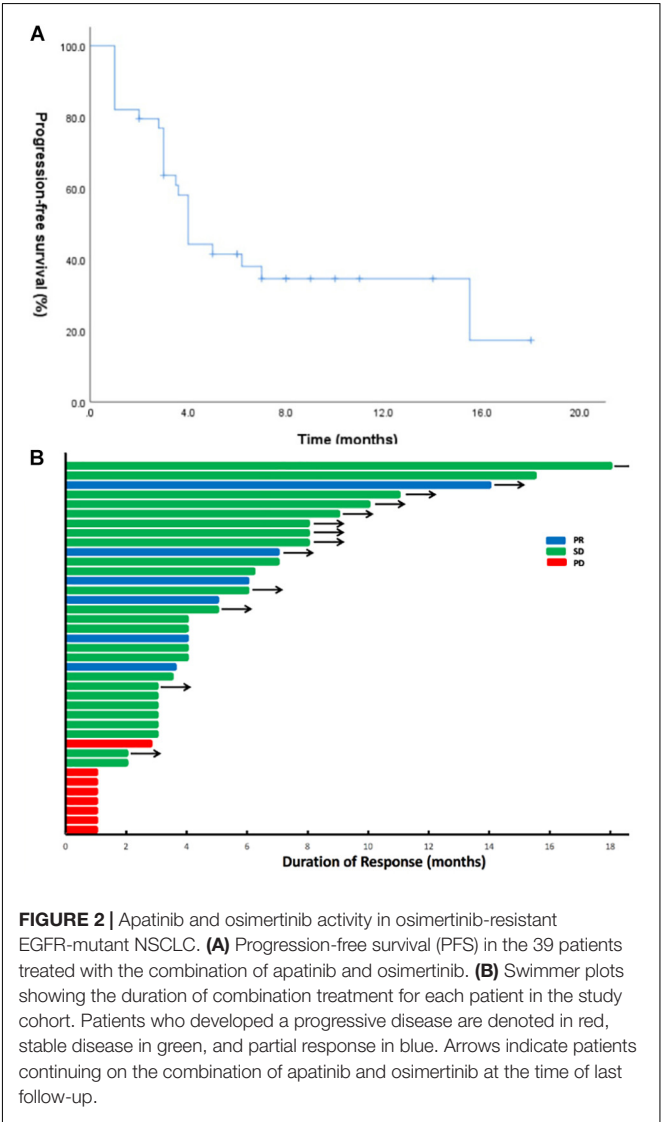 A
100.0
80.0
60.0
40.0
20.0
0.0
Progression-free survival (%)
.0 4.0 8.0 12.0 16.0 20.0
Time (months)
B
PR
SD
PD
0 2 4 6 8 10 12 14 16 18
Duration of Response (months)
FIGURE 2 | Apatinib and osimertinib activity in osimertinib-resistant
EGFR-mutant NSCLC. (A) Progression-free survival (PFS) in the 39 patients
treated with the combination of apatinib and osimertinib. (B) Swimmer plots
showing the duration of combination treatment for each patient in the study
cohort. Patients who developed a progressive disease are denoted in red,
stable disease in green, and partial response in blue. Arrows indicate patients
continuing on the combination of apatinib and osimertinib at the time of last
follow-up.